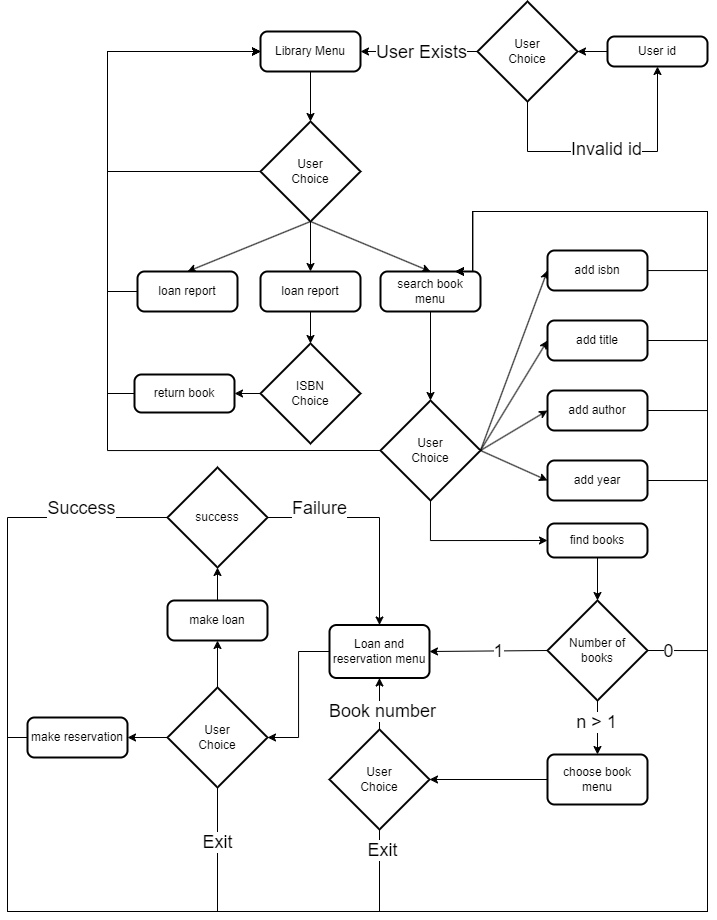 Library Menu
User Exists
User
Choice
User id
Invalid id
User
Choice
loan report
loan report
search book
menu
add isbn
add title
return book
ISBN
Choice
add author
User
Choice
add year
Success
success
Failure
find books
make loan
Loan and
reservation menu
1
Number of
books
0
make reservation
User
Choice
Book number
n > 1
User
Choice
choose book
menu
Exit
Exit